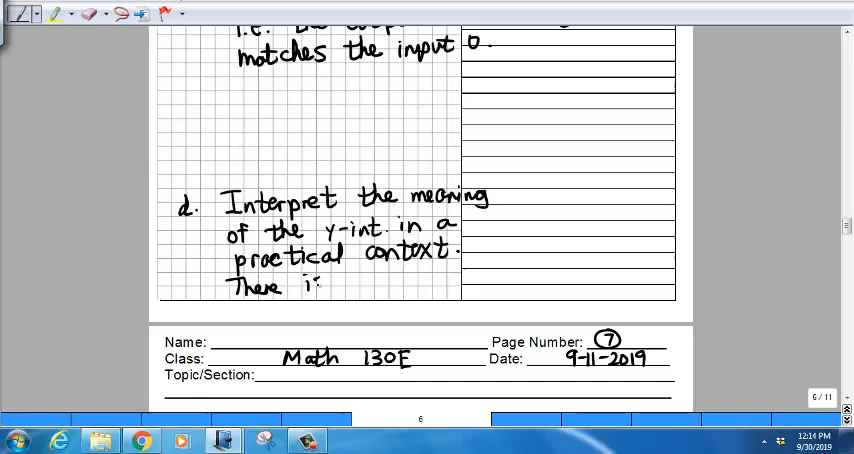 i.e. the
matches the input 0.
d. Interpret the meaning
of the y-int. in a
practical context.
There is
Name: Page Number: 7
Class: Math 130E Date: 9-11-2019
Topic/Section:
6 / 11
6
12:14 PM
9/30/2019